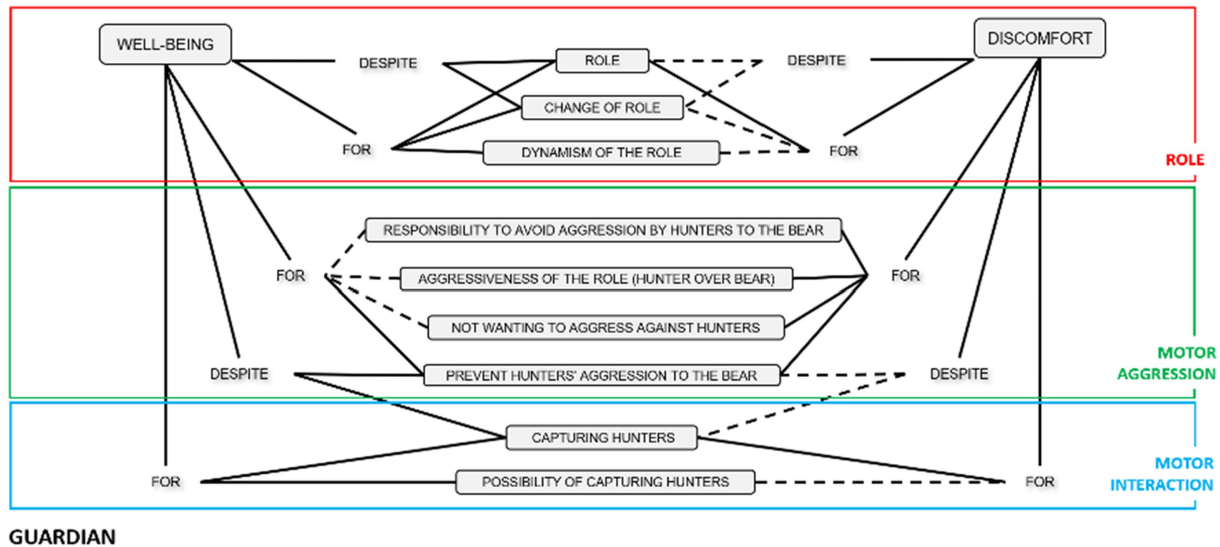 WELL-BEING
DISCOMFORT
DESPITE
ROLE
DESPITE
CHANGE OF ROLE
FOR
DYNAMISM OF THE ROLE
FOR
ROLE
RESPONSIBILITY TO AVOID AGGRESSION BY HUNTERS TO THE BEAR
FOR
AGGRESSIVENESS OF THE ROLE (HUNTER OVER BEAR)
FOR
NOT WANTING TO AGGRESS AGAINST HUNTERS
DESPITE
PREVENT HUNTERS' AGGRESSION TO THE BEAR
DESPITE
MOTOR
AGGRESSION
CAPTURING HUNTERS
FOR
POSSIBILITY OF CAPTURING HUNTERS
FOR
MOTOR
INTERACTION
GUARDIAN